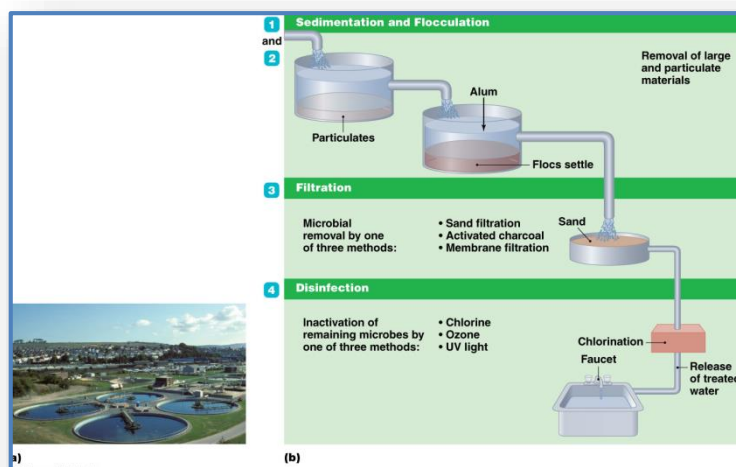 1 Sedimentation and Flocculation
and
2
Removal of large
and particulate
materials
Alum
Particulates
Flocs settle
3 Filtration
Microbial
removal by one
of three methods:
• Sand filtration
• Activated charcoal
• Membrane filtration
Sand
4 Disinfection
Inactivation of
remaining microbes by
one of three methods:
• Chlorine
• Ozone
• UV light
Chlorination
Faucet
Release
of treated
water
a)
(b)